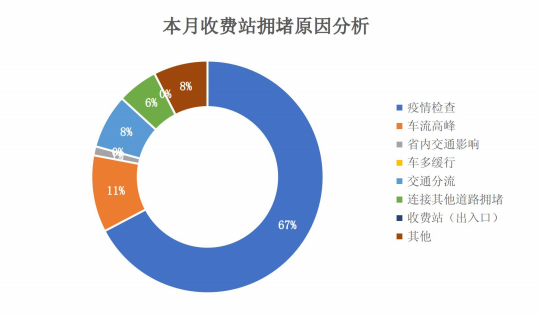 本月收费站拥堵原因分析
8%
0%
6%
8%
11%
67%
疫情检查
车流高峰
省内交通影响
车多缓行
交通分流
连接其他道路拥堵
收费站（出入口）
其他